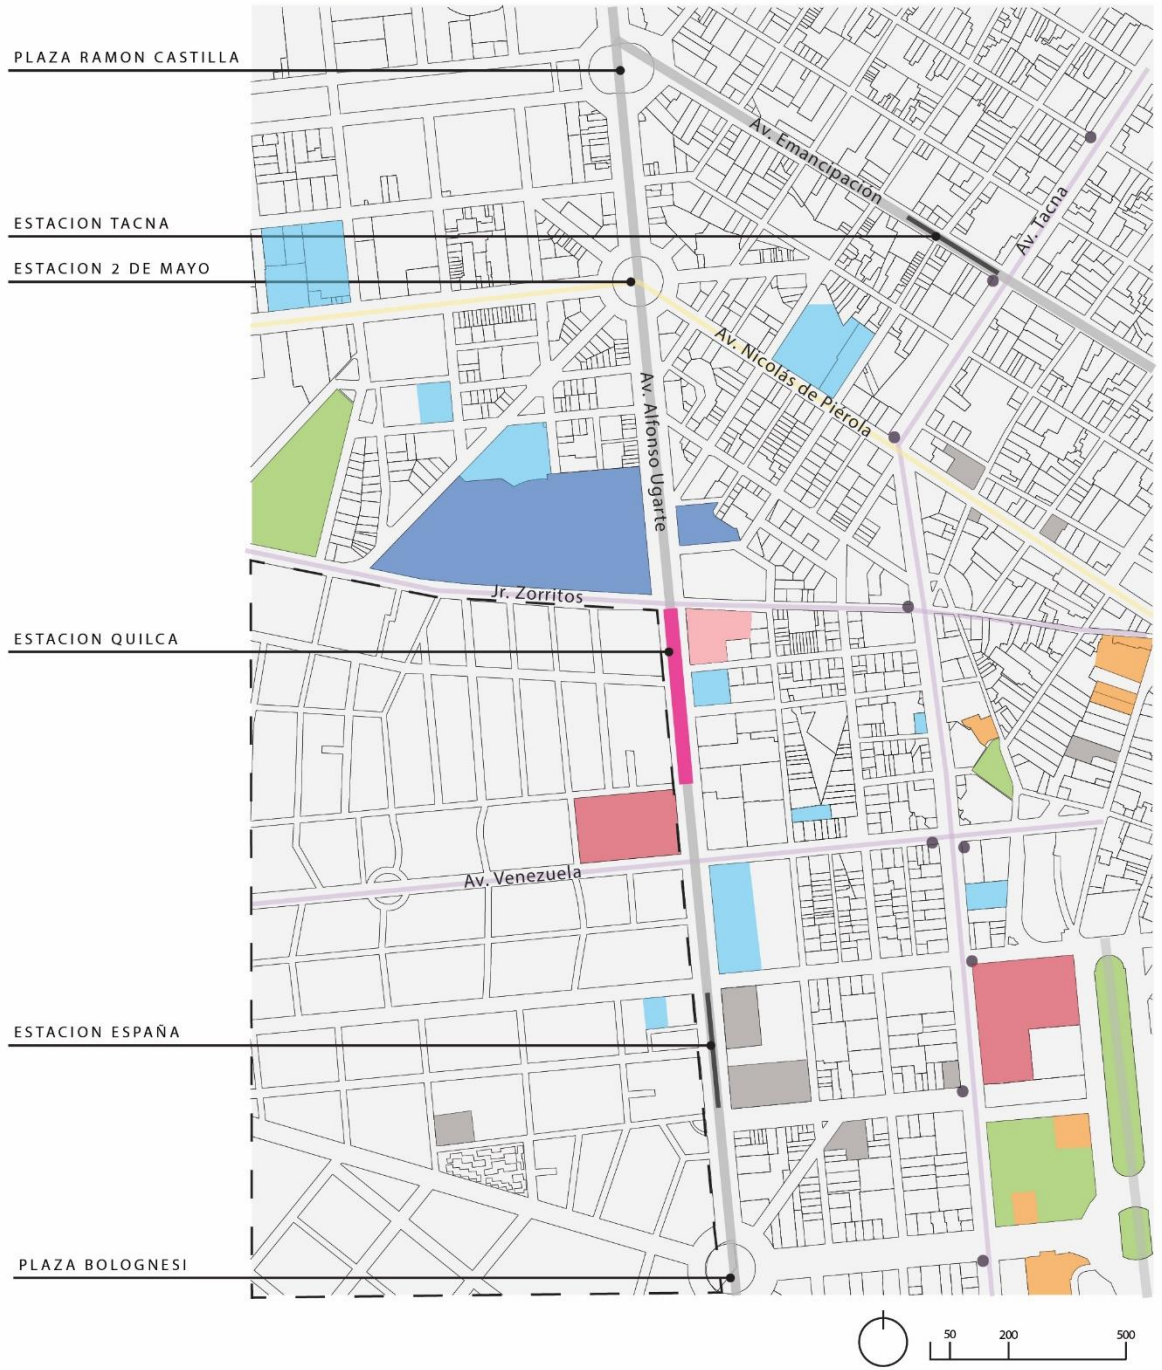 PLAZA RAMON CASTILLA
Av. Emancipación
Av. Tacna
ESTACION TACNA
ESTACION 2 DE MAYO
Av. Nicolás de Piérola
Av. Alfonso Ugarte
Jr. Zorritos
ESTACION QUILCA
Av. Venezuela
ESTACION ESPAÑA
PLAZA BOLOGNESI
50 200 500